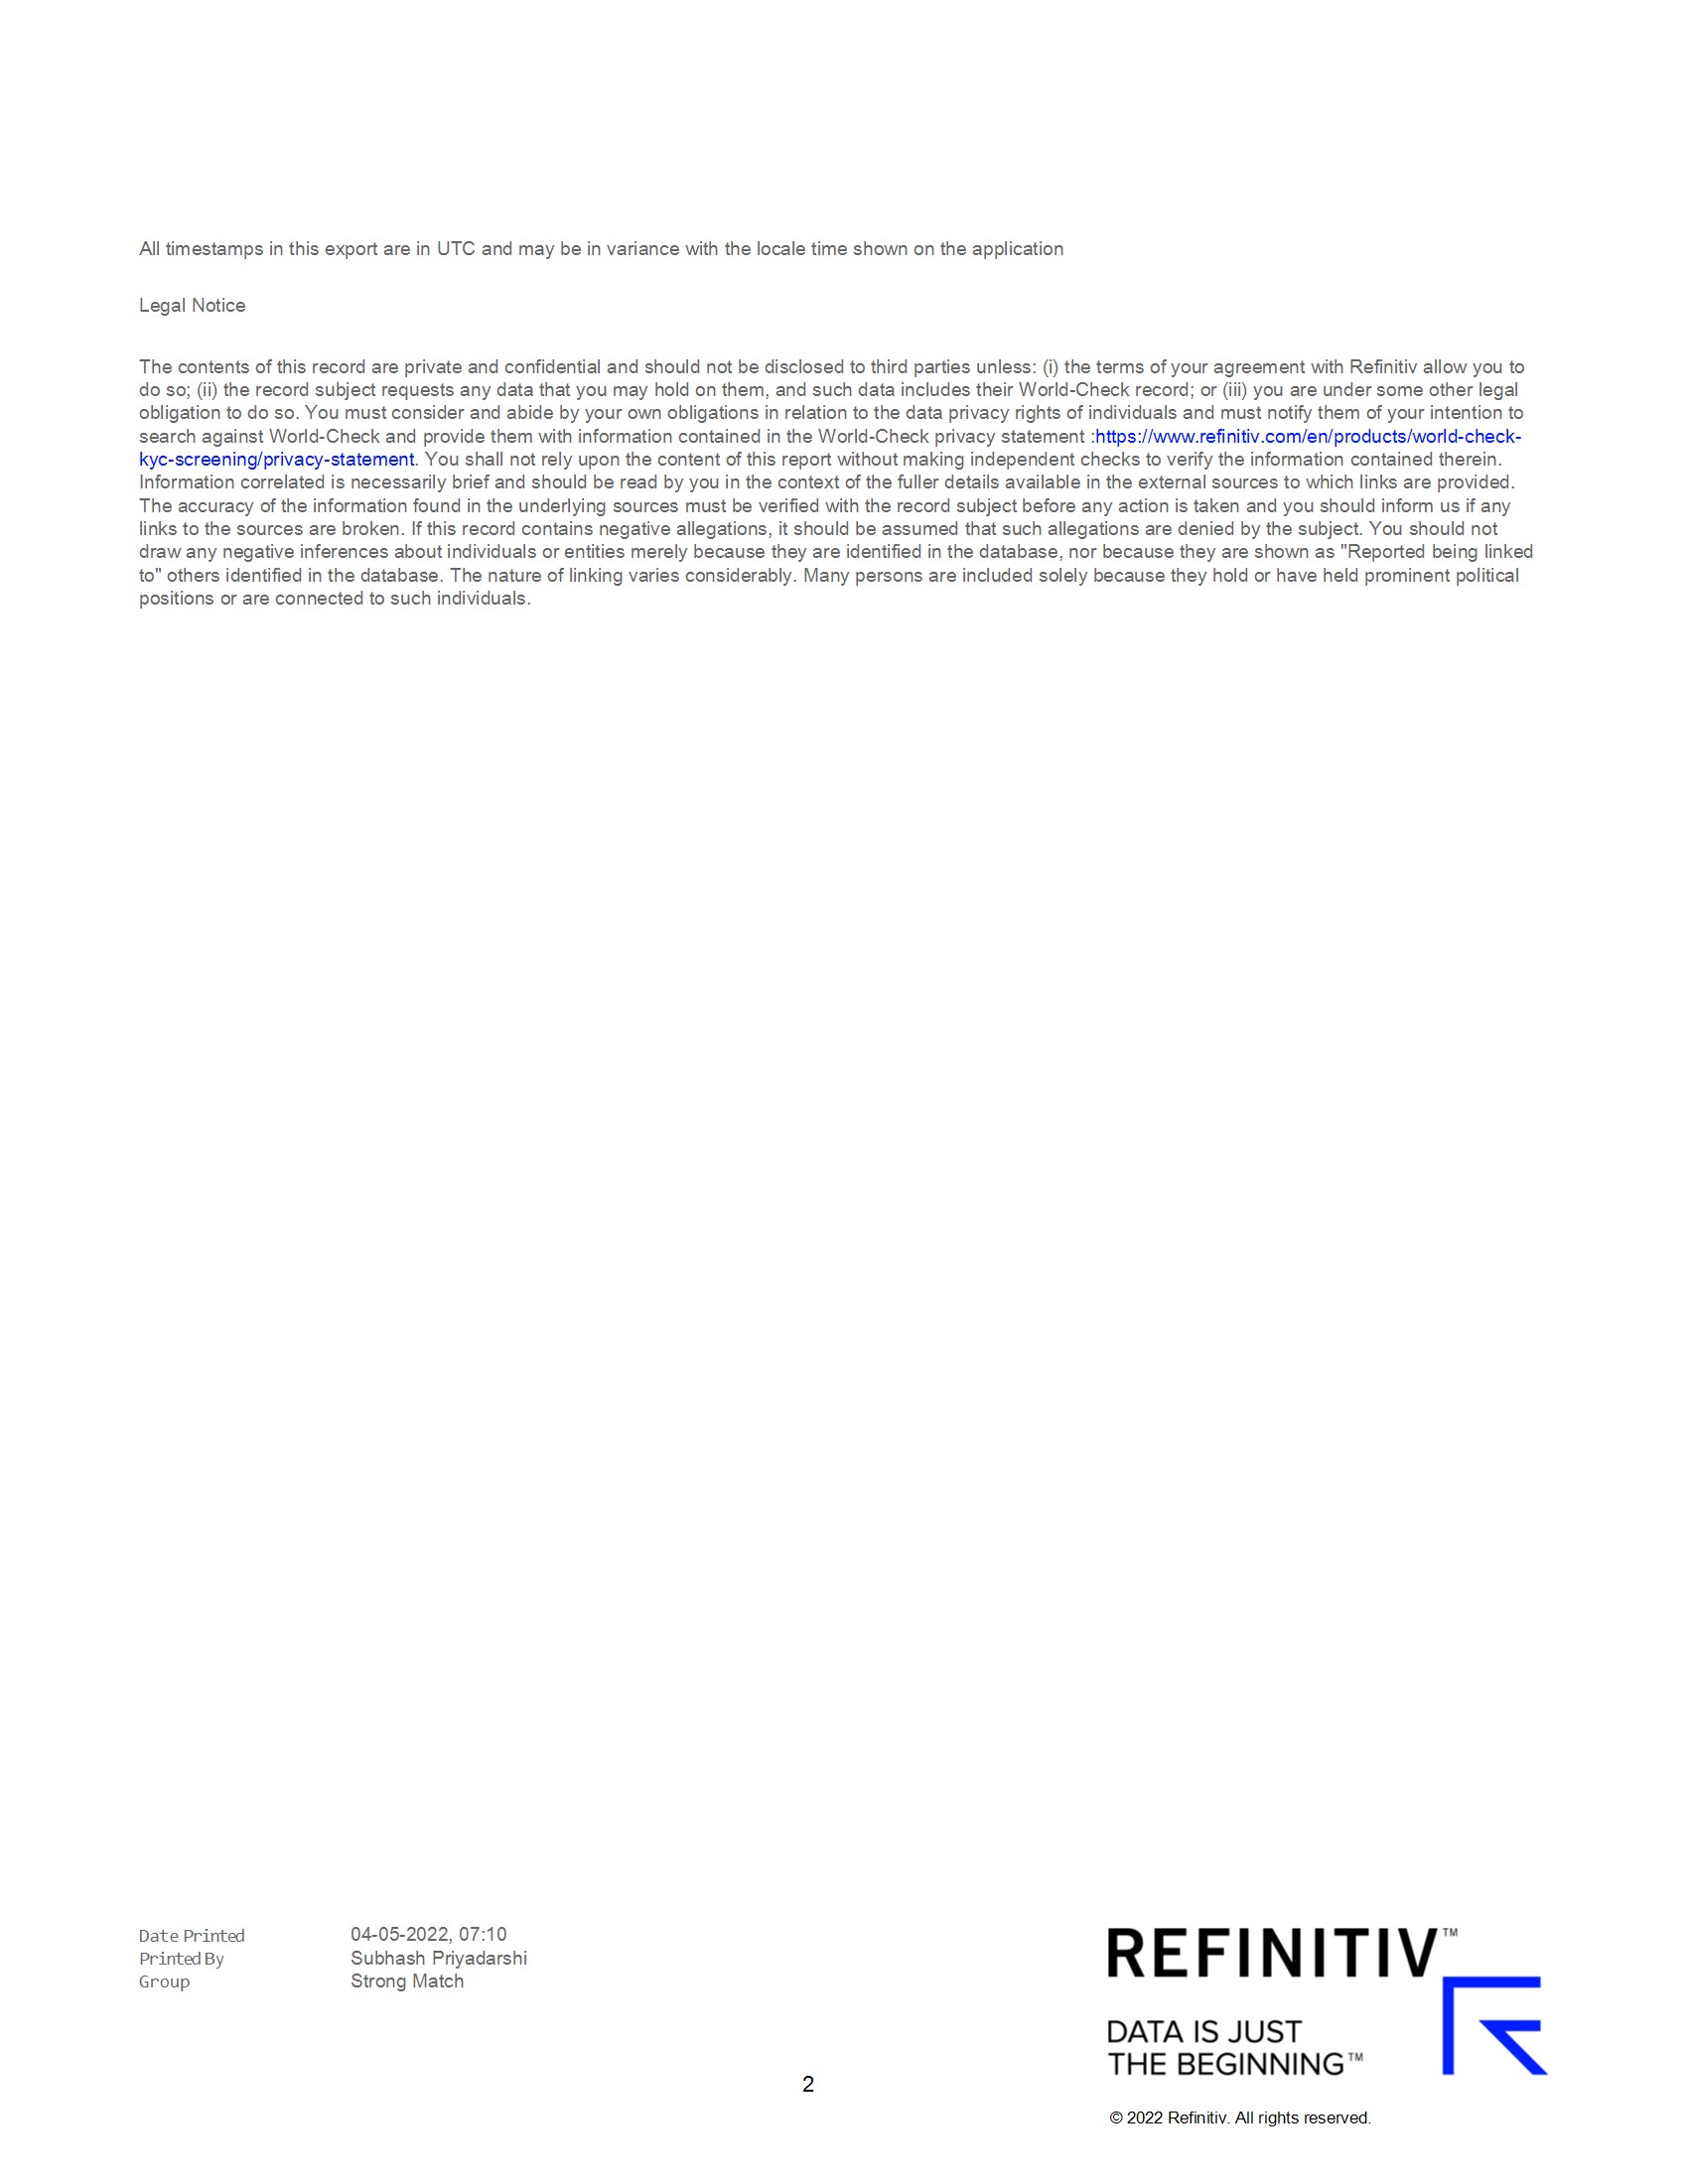 All timestamps in this export are in UTC and may be in variance with the locale time shown on the application
Legal Notice
The contents of this record are private and confidential and should not be disclosed to third parties unless: (i) the terms of your agreement with Refinitiv allow you to
do so; (ii) the record subject requests any data that you may hold on them, and such data includes their World-Check record; or (iii) you are under some other legal
obligation to do so. You must consider and abide by your own obligations in relation to the data privacy rights of individuals and must notify them of your intention to
search against World-Check and provide them with information contained in the World-Check privacy statement :https://www.refinitiv.com/en/products/world-check-
kyc-screening/privacy-statement. You shall not rely upon the content of this report without making independent checks to verify the information contained therein.
Information correlated is necessarily brief and should be read by you in the context of the fuller details available in the external sources to which links are provided.
The accuracy of the information found in the underlying sources must be verified with the record subject before any action is taken and you should inform us if any
links to the sources are broken. If this record contains negative allegations, it should be assumed that such allegations are denied by the subject. You should not
draw any negative inferences about individuals or entities merely because they are identified in the database, nor because they are shown as "Reported being linked
to" others identified in the database. The nature of linking varies considerably. Many persons are included solely because they hold or have held prominent political
positions or are connected to such individuals.
Date Printed 04-05-2022, 07:10
Printed By Subhash Priyadarshi
Group Strong Match
REFINITIV™
DATA IS JUST
THE BEGINNING™
2
© 2022 Refinitiv. All rights reserved.